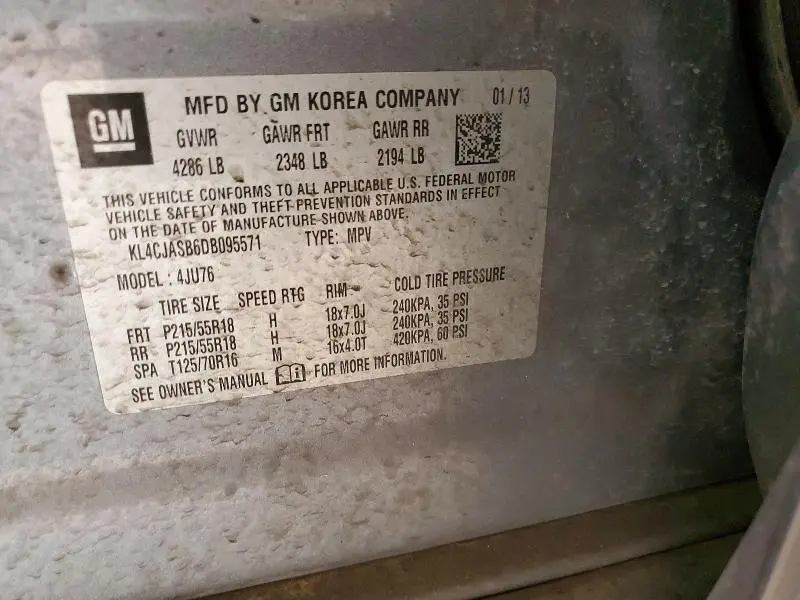 GM
MFD BY GM KOREA COMPANY 01 / 13
GVWR GAWR FRT GAWR RR
4286 LB 2348 LB 2194 LB
THIS VEHICLE CONFORMS TO ALL APPLICABLE U.S. FEDERAL MOTOR
VEHICLE SAFETY AND THEFT PREVENTION STANDARDS IN EFFECT
ON THE DATE OF MANUFACTURE SHOWN ABOVE.
KL4CJASB6DB095571 TYPE: MPV
MODEL : 4JU76
TIRE SIZE SPEED RTG RIM COLD TIRE PRESSURE
FRT P215/55R18 H 18x7.0J 240KPA, 35 PSI
RR P215/55R18 H 18x7.0J 240KPA, 35 PSI
SPA T125/70R16 M 16x4.0T 420KPA, 60 PSI
SEE OWNER'S MANUAL FOR MORE INFORMATION.